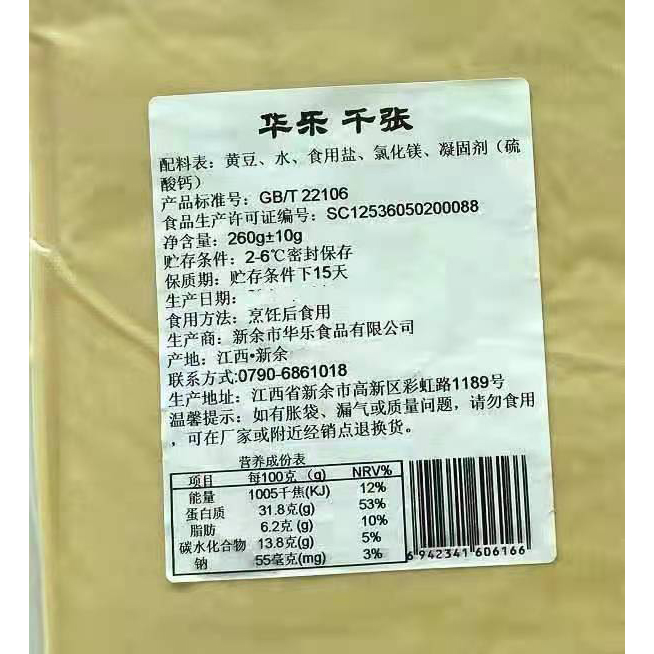 华乐 千张
配料表：黄豆、水、食用盐、氯化镁、凝固剂（硫
酸钙）
产品标准号：GB/T 22106
食品生产许可证编号：SC12536050200088
净含量：260g±10g
贮存条件：2-6℃密封保存
保质期：贮存条件下15天
生产日期：
食用方法：烹饪后食用
生产商：新余市华乐食品有限公司
产地：江西•新余
联系方式:0790-6861018
生产地址：江西省新余市高新区彩虹路1189号
温馨提示：如有胀袋、漏气或质量问题，请勿食用
，可在厂家或附近经销点退换货。
营养成份表
项目 每100克（g） NRV%
能量 1005千焦(KJ) 12%
蛋白质 31.8克(g) 53%
脂肪 6.2克(g) 10%
碳水化合物 13.8克(g) 5%
钠 55毫克(mg) 3%
6 942341 606166